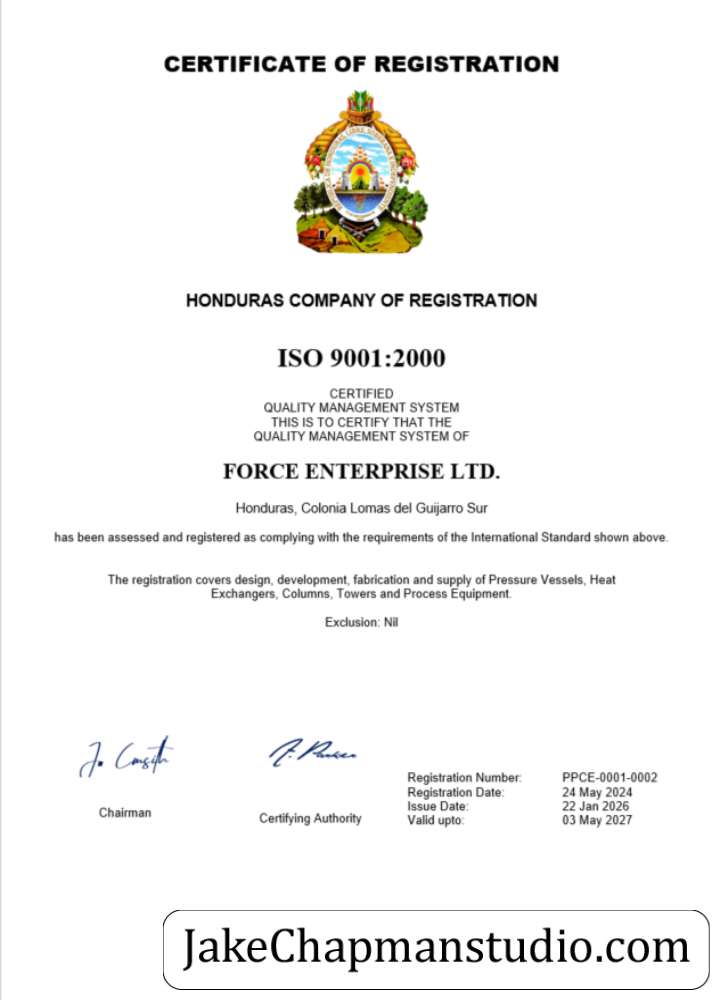 CERTIFICATE OF REGISTRATION
HONDURAS COMPANY OF REGISTRATION
ISO 9001:2000
CERTIFIED
QUALITY MANAGEMENT SYSTEM
THIS IS TO CERTIFY THAT THE
QUALITY MANAGEMENT SYSTEM OF
FORCE ENTERPRISE LTD.
Honduras, Colonia Lomas del Guijarro Sur
has been assessed and registered as complying with the requirements of the International Standard shown above.
The registration covers design, development, fabrication and supply of Pressure Vessels, Heat
Exchangers, Columns, Towers and Process Equipment.
Exclusion: Nil
Chairman
Certifying Authority
Registration Number: PPCE-0001-0002
Registration Date: 24 May 2024
Issue Date: 22 Jan 2026
Valid upto: 03 May 2027
JakeChapmanstudio.com